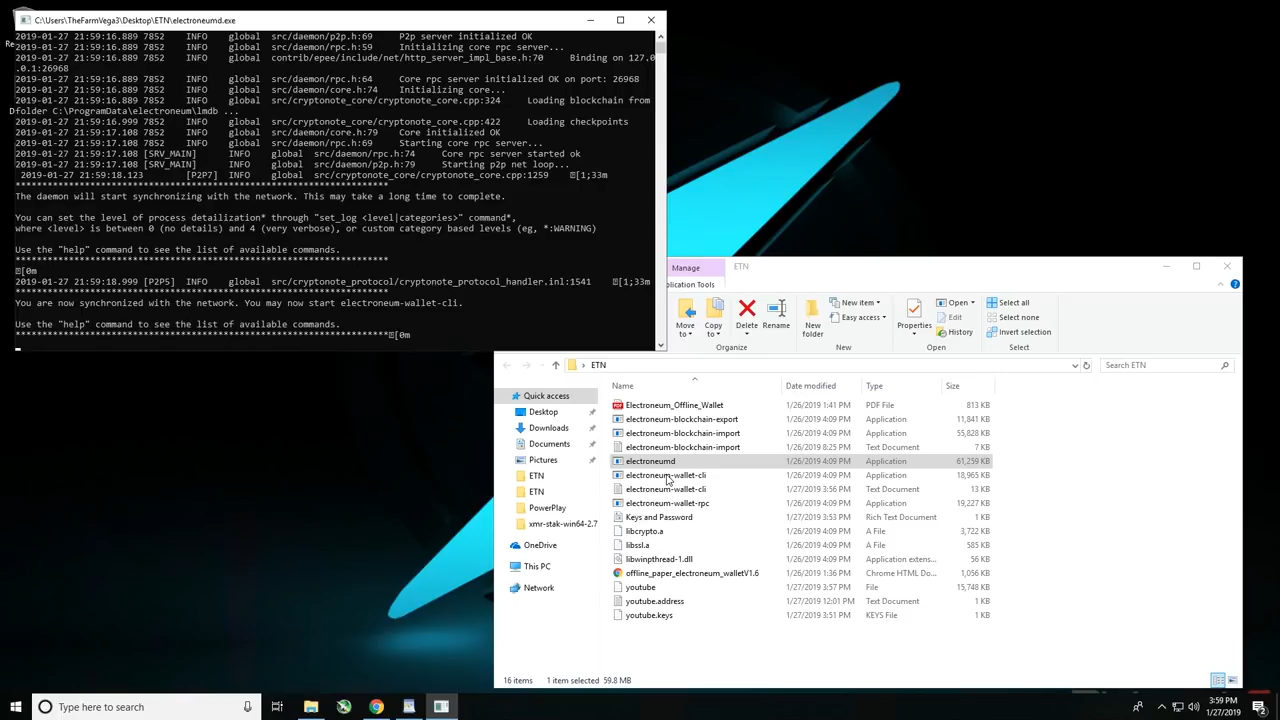 C:\Users\TheFarmVega3\Desktop\ETN\electroneumd.exe
2019-01-27 21:59:16.889 7852 INFO global src/daemon/p2p.h:69 P2p server initialized OK
2019-01-27 21:59:16.889 7852 INFO global src/daemon/rpc.h:59 Initializing core rpc server...
2019-01-27 21:59:16.889 7852 INFO global contrib/epee/include/net/http_server_impl_base.h:70 Binding on 127.0
.0.1:26968
2019-01-27 21:59:16.889 7852 INFO global src/daemon/rpc.h:64 Core rpc server initialized OK on port: 26968
2019-01-27 21:59:16.889 7852 INFO global src/daemon/core.h:74 Initializing core...
2019-01-27 21:59:16.889 7852 INFO global src/cryptonote_core/cryptonote_core.cpp:324 Loading blockchain from
folder C:\ProgramData\electroneum\lmdb ...
2019-01-27 21:59:16.999 7852 INFO global src/cryptonote_core/cryptonote_core.cpp:422 Loading checkpoints
2019-01-27 21:59:17.108 7852 INFO global src/daemon/core.h:79 Core initialized OK
2019-01-27 21:59:17.108 7852 INFO global src/daemon/rpc.h:69 Starting core rpc server...
2019-01-27 21:59:17.108 [SRV_MAIN] INFO global src/daemon/rpc.h:74 Core rpc server started ok
2019-01-27 21:59:17.108 [SRV_MAIN] INFO global src/daemon/p2p.h:79 Starting p2p net loop...
2019-01-27 21:59:18.123 [P2P7] INFO global src/cryptonote_core/cryptonote_core.cpp:1259 [1;33m
**********************************************************************
The daemon will start synchronizing with the network. This may take a long time to complete.
You can set the level of process detailization* through "set_log <level|categories>" command*,
where <level> is between 0 (no details) and 4 (very verbose), or custom category based levels (eg, *:WARNING)
Use the "help" command to see the list of available commands.
**********************************************************************
[0m
2019-01-27 21:59:18.999 [P2P5] INFO global src/cryptonote_protocol/cryptonote_protocol_handler.inl:1541 [1;33m
**********************************************************************
You are now synchronized with the network. You may now start electroneum-wallet-cli.
Use the "help" command to see the list of available commands.
**********************************************************************[0m
Re
D
Manage
ETN
plication Tools
Move to
Copy to
Delete
Rename
New folder
New item
Easy access
Properties
Open
Edit
History
Select all
Select none
Invert selection
Organize
New
Open
Select
ETN
Search ETN
Name Date modified Type Size
Quick access
Desktop
Downloads
Documents
Pictures
ETN
ETN
PowerPlay
xmr-stak-win64-2.7
OneDrive
This PC
Network
Electroneum_Offline_Wallet 1/26/2019 1:41 PM PDF File 813 KB
electroneum-blockchain-export 1/26/2019 4:09 PM Application 11,841 KB
electroneum-blockchain-import 1/26/2019 4:09 PM Application 55,828 KB
electroneum-blockchain-import 1/26/2019 8:25 PM Text Document 7 KB
electroneumd 1/26/2019 4:09 PM Application 61,259 KB
electroneum-wallet-cli 1/26/2019 4:09 PM Application 18,965 KB
electroneum-wallet-cli 1/27/2019 3:56 PM Text Document 13 KB
electroneum-wallet-rpc 1/26/2019 4:09 PM Application 19,227 KB
Keys and Password 1/27/2019 3:53 PM Rich Text Document 1 KB
libcrypto.a 1/26/2019 4:09 PM A File 3,722 KB
libssl.a 1/26/2019 4:09 PM A File 585 KB
libwinpthread-1.dll 1/26/2019 4:09 PM Application extens... 56 KB
offline_paper_electroneum_walletV1.6 1/26/2019 1:36 PM Chrome HTML Do... 1,056 KB
youtube 1/27/2019 3:57 PM File 15,748 KB
youtube.address 1/27/2019 12:01 PM Text Document 1 KB
youtube.keys 1/27/2019 3:51 PM KEYS File 1 KB
16 items 1 item selected 59.8 MB
Type here to search
3:59 PM
1/27/2019
2